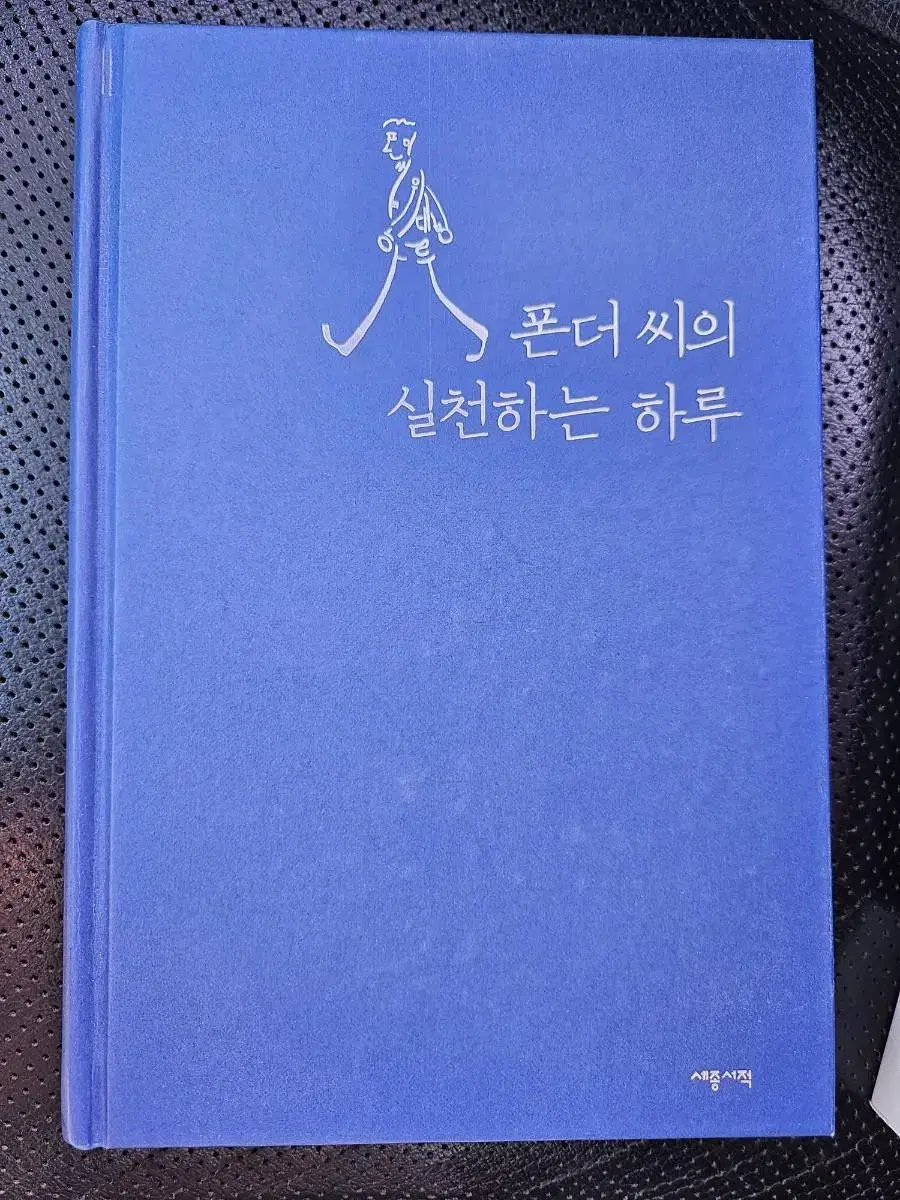 폰더 씨의
실천하는 하루
세종서적